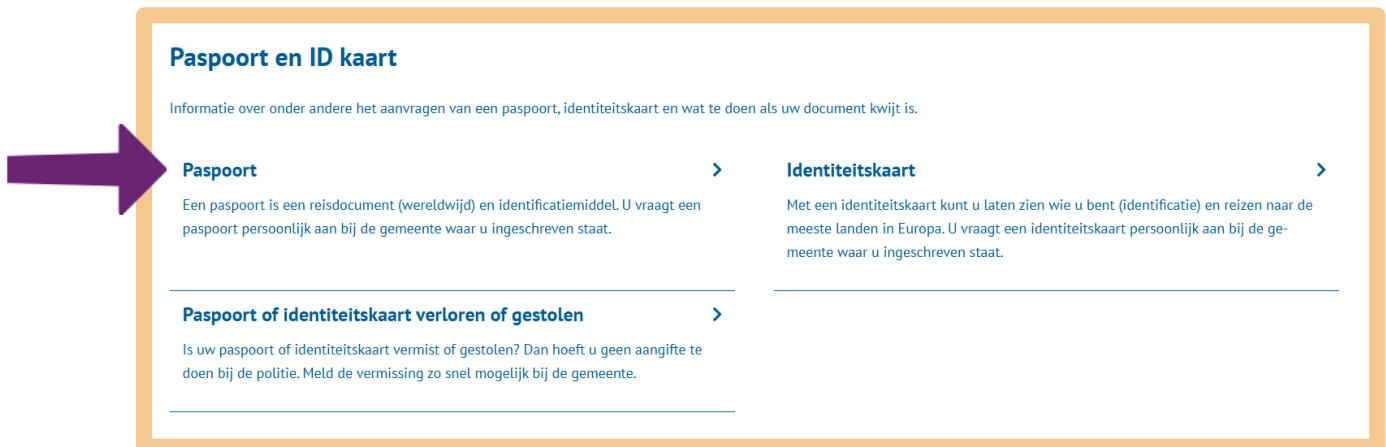 Paspoort en ID kaart
Informatie over onder andere het aanvragen van een paspoort, identiteitskaart en wat te doen als uw document kwijt is.
Paspoort
Een paspoort is een reisdocument (wereldwijd) en identificatiemiddel. U vraagt een
paspoort persoonlijk aan bij de gemeente waar u ingeschreven staat.
Identiteitskaart
Met een identiteitskaart kunt u laten zien wie u bent (identificatie) en reizen naar de
meeste landen in Europa. U vraagt een identiteitskaart persoonlijk aan bij de ge-
meente waar u ingeschreven staat.
Paspoort of identiteitskaart verloren of gestolen
Is uw paspoort of identiteitskaart vermist of gestolen? Dan hoeft u geen aangifte te
doen bij de politie. Meld de vermissing zo snel mogelijk bij de gemeente.